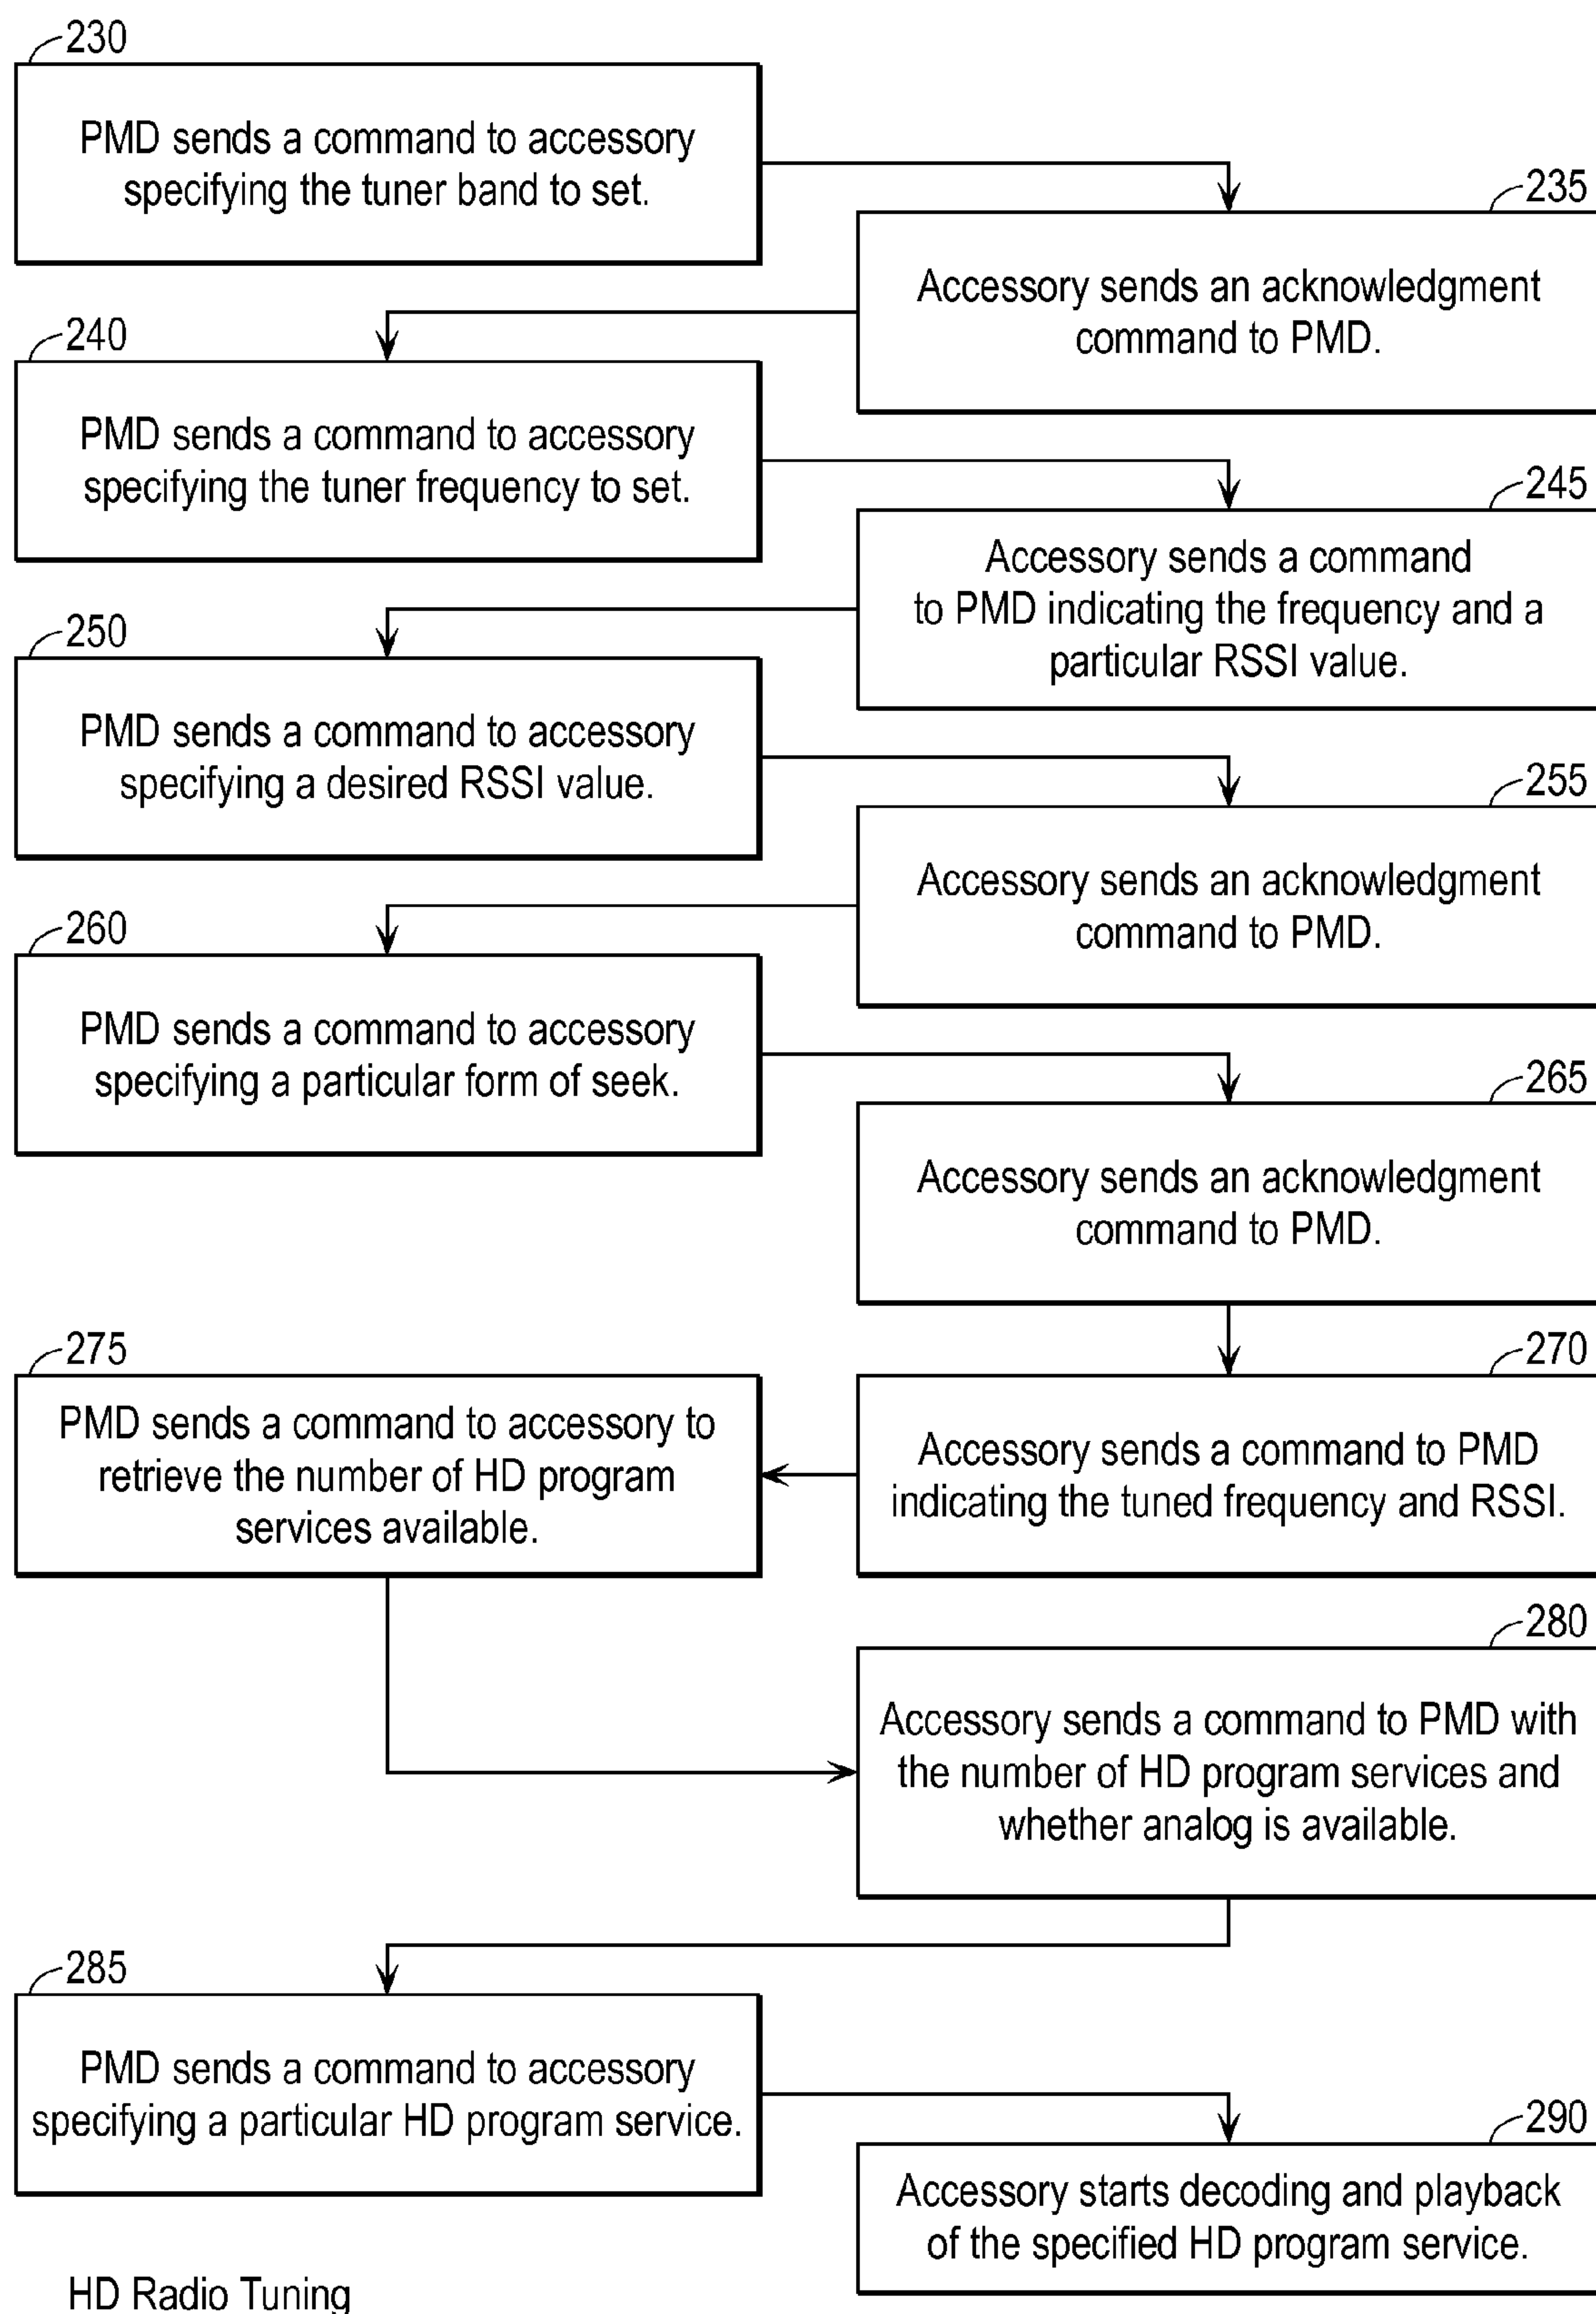 230
PMD sends a command to accessory
specifying the tuner band to set.
235
Accessory sends an acknowledgment
command to PMD.
240
PMD sends a command to accessory
specifying the tuner frequency to set.
245
Accessory sends a command
to PMD indicating the frequency and a
particular RSSI value.
250
PMD sends a command to accessory
specifying a desired RSSI value.
255
Accessory sends an acknowledgment
command to PMD.
260
PMD sends a command to accessory
specifying a particular form of seek.
265
Accessory sends an acknowledgment
command to PMD.
270
Accessory sends a command to PMD
indicating the tuned frequency and RSSI.
275
PMD sends a command to accessory to
retrieve the number of HD program
services available.
280
Accessory sends a command to PMD with
the number of HD program services and
whether analog is available.
285
PMD sends a command to accessory
specifying a particular HD program service.
290
Accessory starts decoding and playback
of the specified HD program service.
HD Radio Tuning